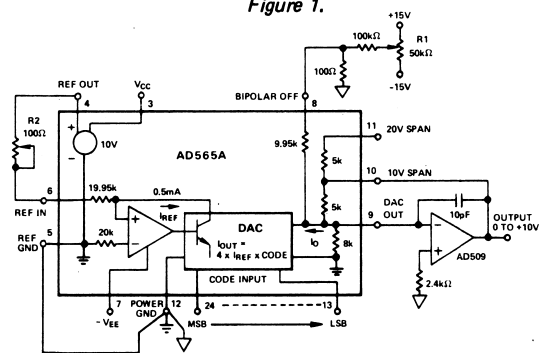 Figure 1.
+15V
100kΩ
R1
50kΩ
100Ω
-15V
REF OUT
VCC
4
3
BIPOLAR OFF
8
R2
100Ω
+
-
10V
AD565A
9.95k
11
20V SPAN
5k
10
10V SPAN
5k
6
19.95k
0.5mA
REF IN
IREF
+
-
DAC
IOUT =
4 x IREF x CODE
9
DAC
OUT
10pF
OUTPUT
0 TO +10V
IO
8k
-
+
AD509
5
REF
GND
20k
CODE INPUT
2.4kΩ
7
POWER
GND
12
24
13
-VEE
MSB
LSB